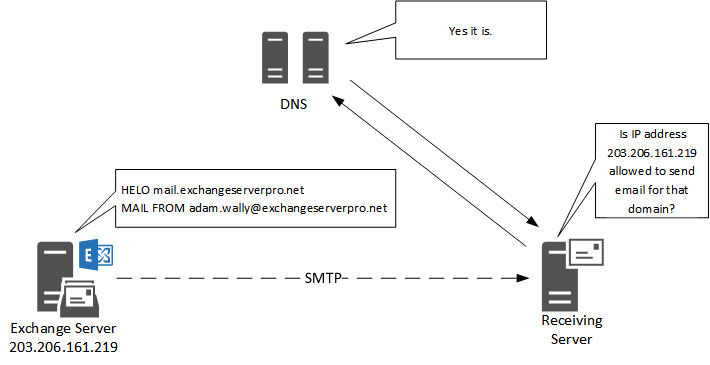 Yes it is.
DNS
Is IP address
203.206.161.219
allowed to send
email for that
domain?
HELO mail.exchangeserverpro.net
MAIL FROM adam.wally@exchangeserverpro.net
SMTP
Exchange Server
203.206.161.219
Receiving
Server